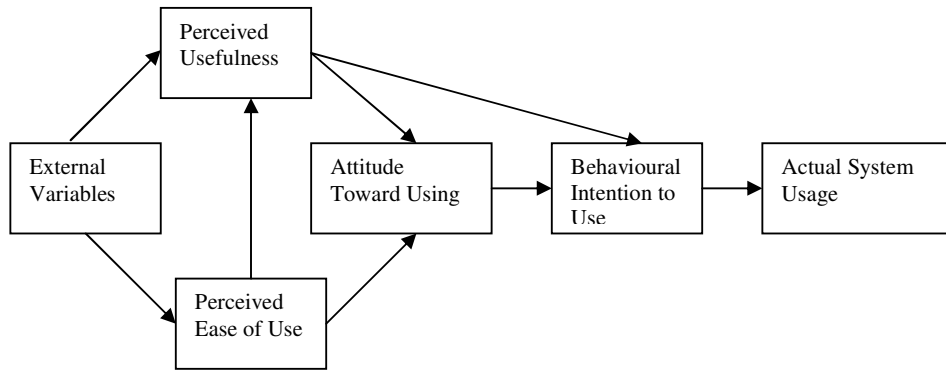 Perceived
Usefulness
External
Variables
Attitude
Toward Using
Behavioural
Intention to
Use
Actual System
Usage
Perceived
Ease of Use